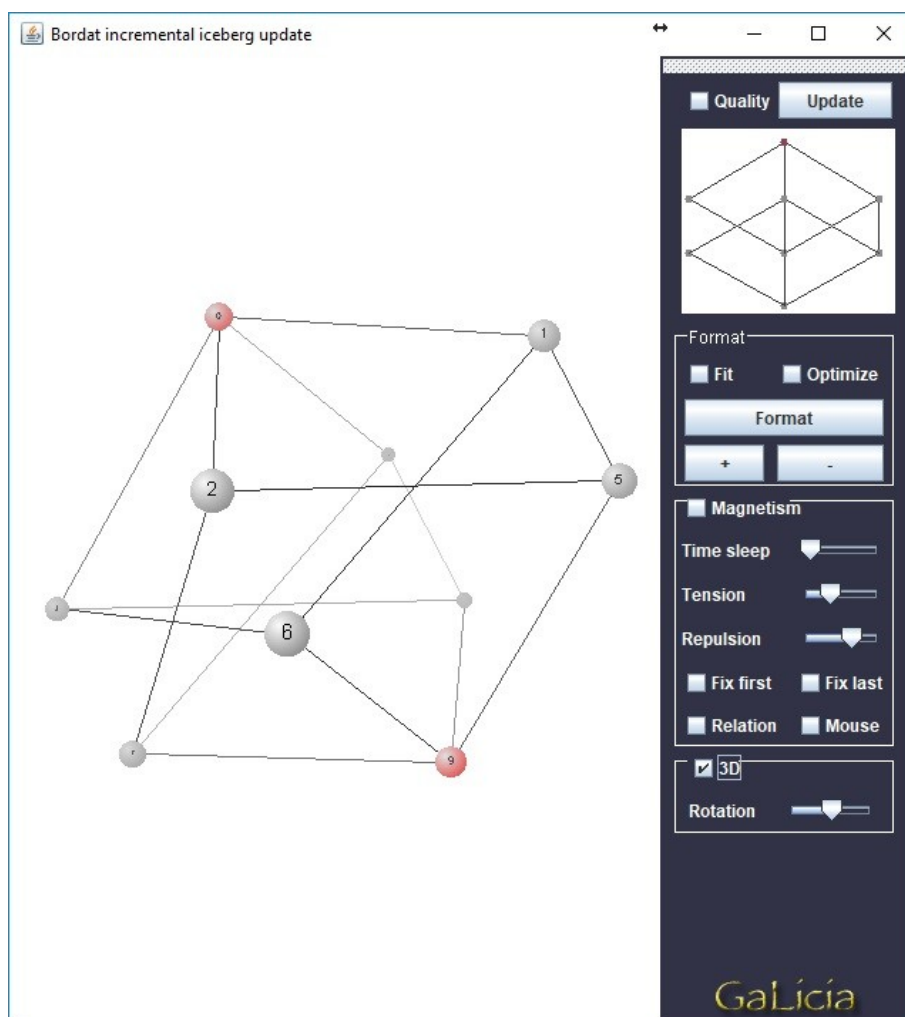 Bordat incremental iceberg update
Quality Update
0
1
Format
Fit Optimize
Format
+ -
2
5
Magnetism
Time sleep
Tension
6
Repulsion
Fix first Fix last
Relation Mouse
9
3D
Rotation
GaLicia